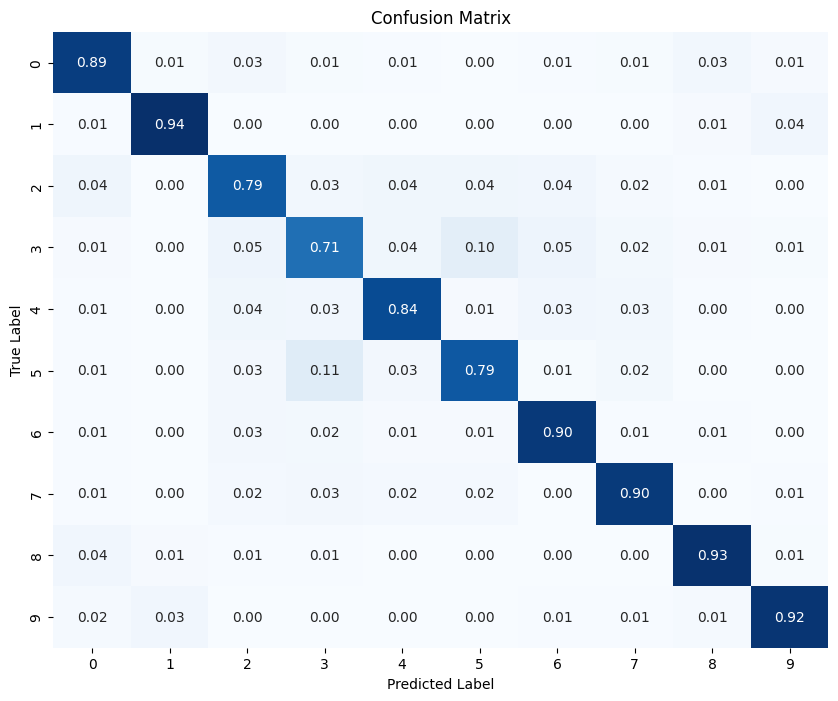 Confusion Matrix
0 0.89 0.01 0.03 0.01 0.01 0.00 0.01 0.01 0.03 0.01
1 0.01 0.94 0.00 0.00 0.00 0.00 0.00 0.00 0.01 0.04
2 0.04 0.00 0.79 0.03 0.04 0.04 0.04 0.02 0.01 0.00
3 0.01 0.00 0.05 0.71 0.04 0.10 0.05 0.02 0.01 0.01
4 0.01 0.00 0.04 0.03 0.84 0.01 0.03 0.03 0.00 0.00
True Label
5 0.01 0.00 0.03 0.11 0.03 0.79 0.01 0.02 0.00 0.00
6 0.01 0.00 0.03 0.02 0.01 0.01 0.90 0.01 0.01 0.00
7 0.01 0.00 0.02 0.03 0.02 0.02 0.00 0.90 0.00 0.01
8 0.04 0.01 0.01 0.01 0.00 0.00 0.00 0.00 0.93 0.01
9 0.02 0.03 0.00 0.00 0.00 0.00 0.01 0.01 0.01 0.92
0 1 2 3 4 5 6 7 8 9
Predicted Label